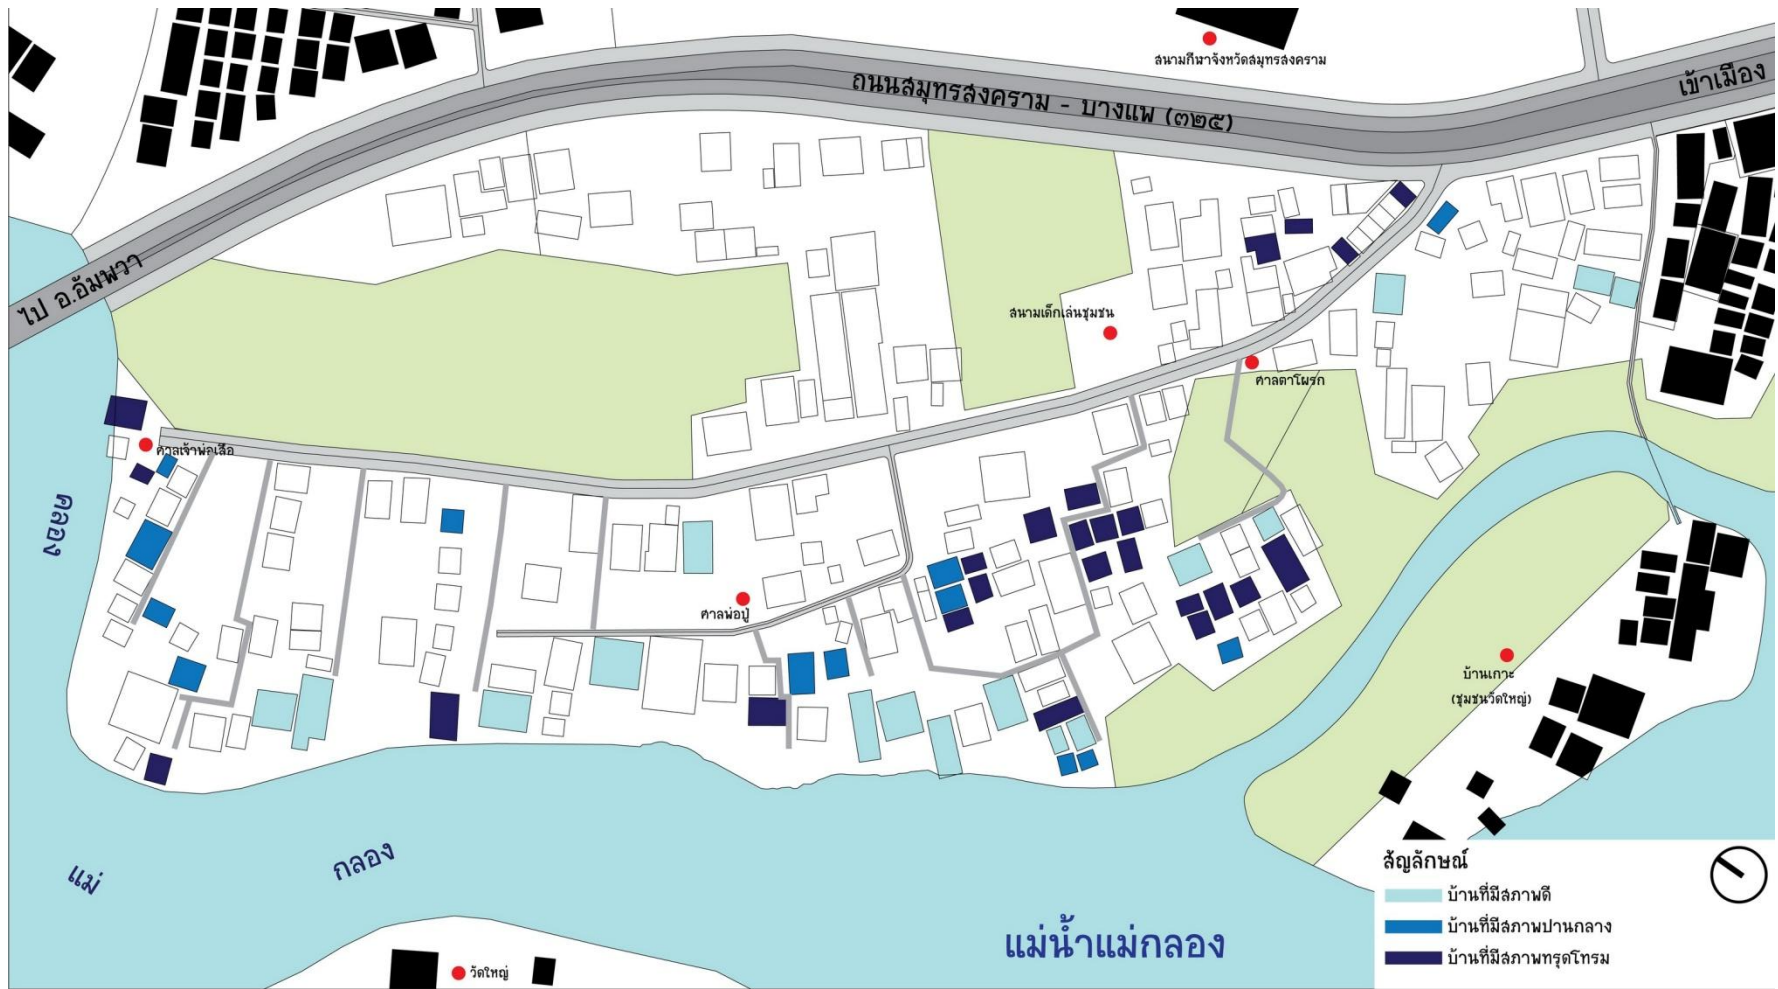 สนามกีฬาจังหวัดสมุทรสงคราม
ถนนสมุทรสงคราม - บางแพ (๓๒๕)
เข้าเมือง
ไป อ.อัมพวา
สนามเด็กเล่นชุมชน
ศาลตาโผรก
ศาลเจ้าพ่อเสือ
คลอง
ศาลพ่อปู่
บ้านเกาะ
(ชุมชนวัดใหญ่)
แม่
กลอง
แม่น้ำแม่กลอง
วัดใหญ่
สัญลักษณ์
บ้านที่มีสภาพดี
บ้านที่มีสภาพปานกลาง
บ้านที่มีสภาพทรุดโทรม